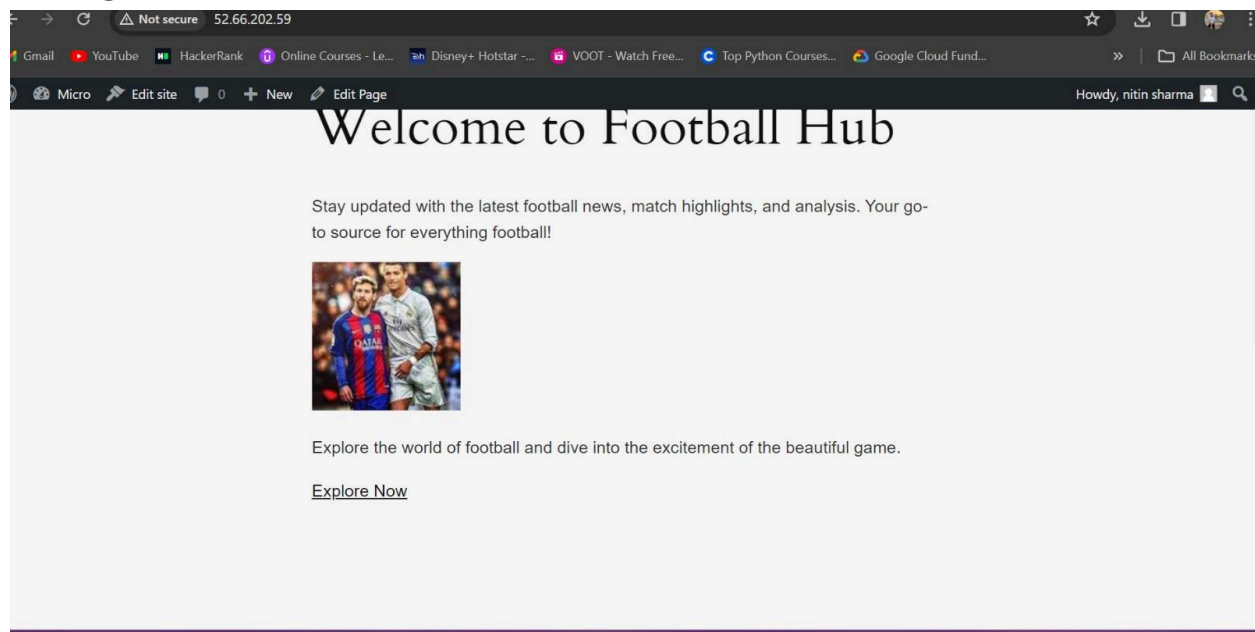 Not secure 52.66.202.59
Gmail YouTube HackerRank Online Courses - Le... Disney+ Hotstar -... VOOT - Watch Free... Top Python Courses... Google Cloud Fund... » All Bookmarks
Micro Edit site 0 + New Edit Page Howdy, nitin sharma
Welcome to Football Hub
Stay updated with the latest football news, match highlights, and analysis. Your go-
to source for everything football!
Fly
Emirates
QATAR
Explore the world of football and dive into the excitement of the beautiful game.
Explore Now